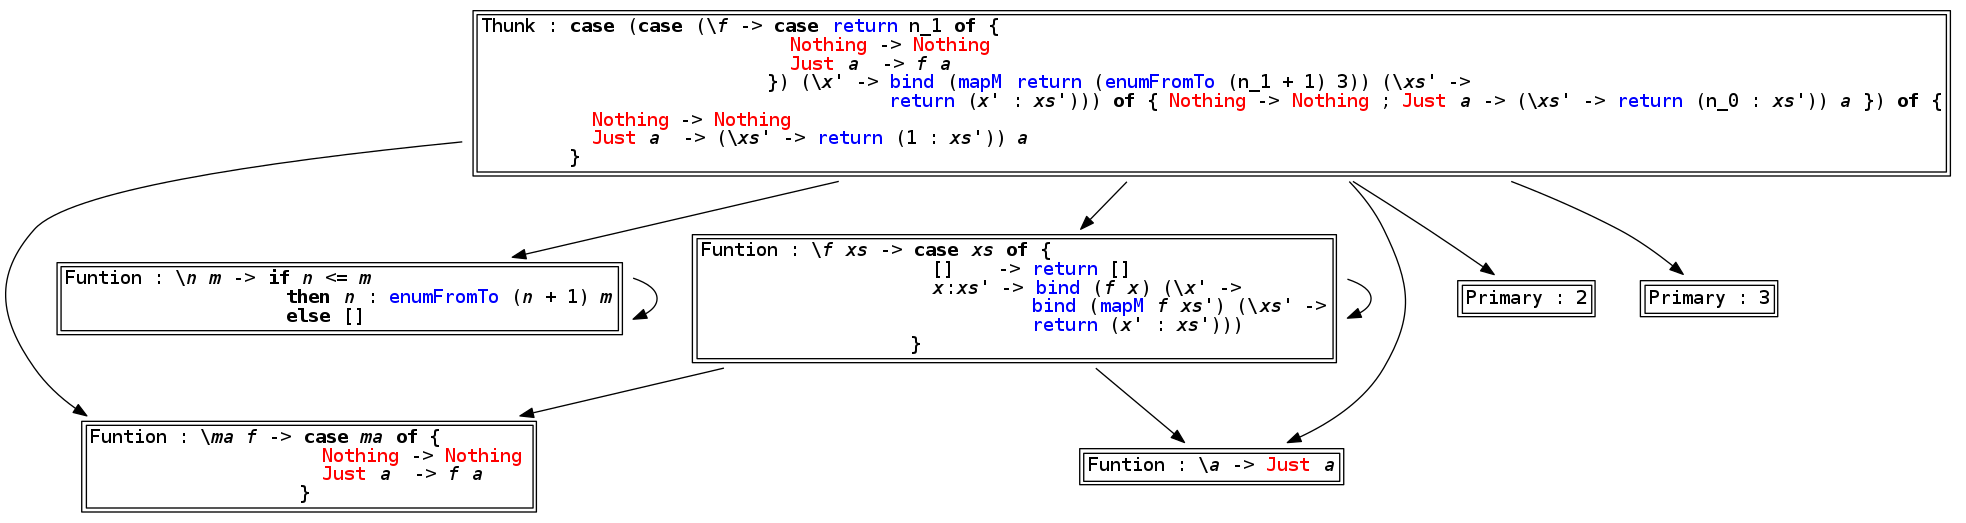 Thunk : case (case (\f -> case return n_1 of {
Nothing -> Nothing
Just a  -> f a
}) (\x' -> bind (mapM return (enumFromTo (n_1 + 1) 3)) (\xs' ->
return (x' : xs'))) of { Nothing -> Nothing ; Just a -> (\xs' -> return (n_0 : xs')) a }) of {
Nothing -> Nothing
Just a  -> (\xs' -> return (1 : xs')) a
}
Funtion : \n m -> if n <= m
then n : enumFromTo (n + 1) m
else []
Funtion : \f xs -> case xs of {
[]    -> return []
x:xs' -> bind (f x) (\x' ->
bind (mapM f xs') (\xs' ->
return (x' : xs')))
}
Primary : 2
Primary : 3
Funtion : \ma f -> case ma of {
Nothing -> Nothing
Just a  -> f a
}
Funtion : \a -> Just a